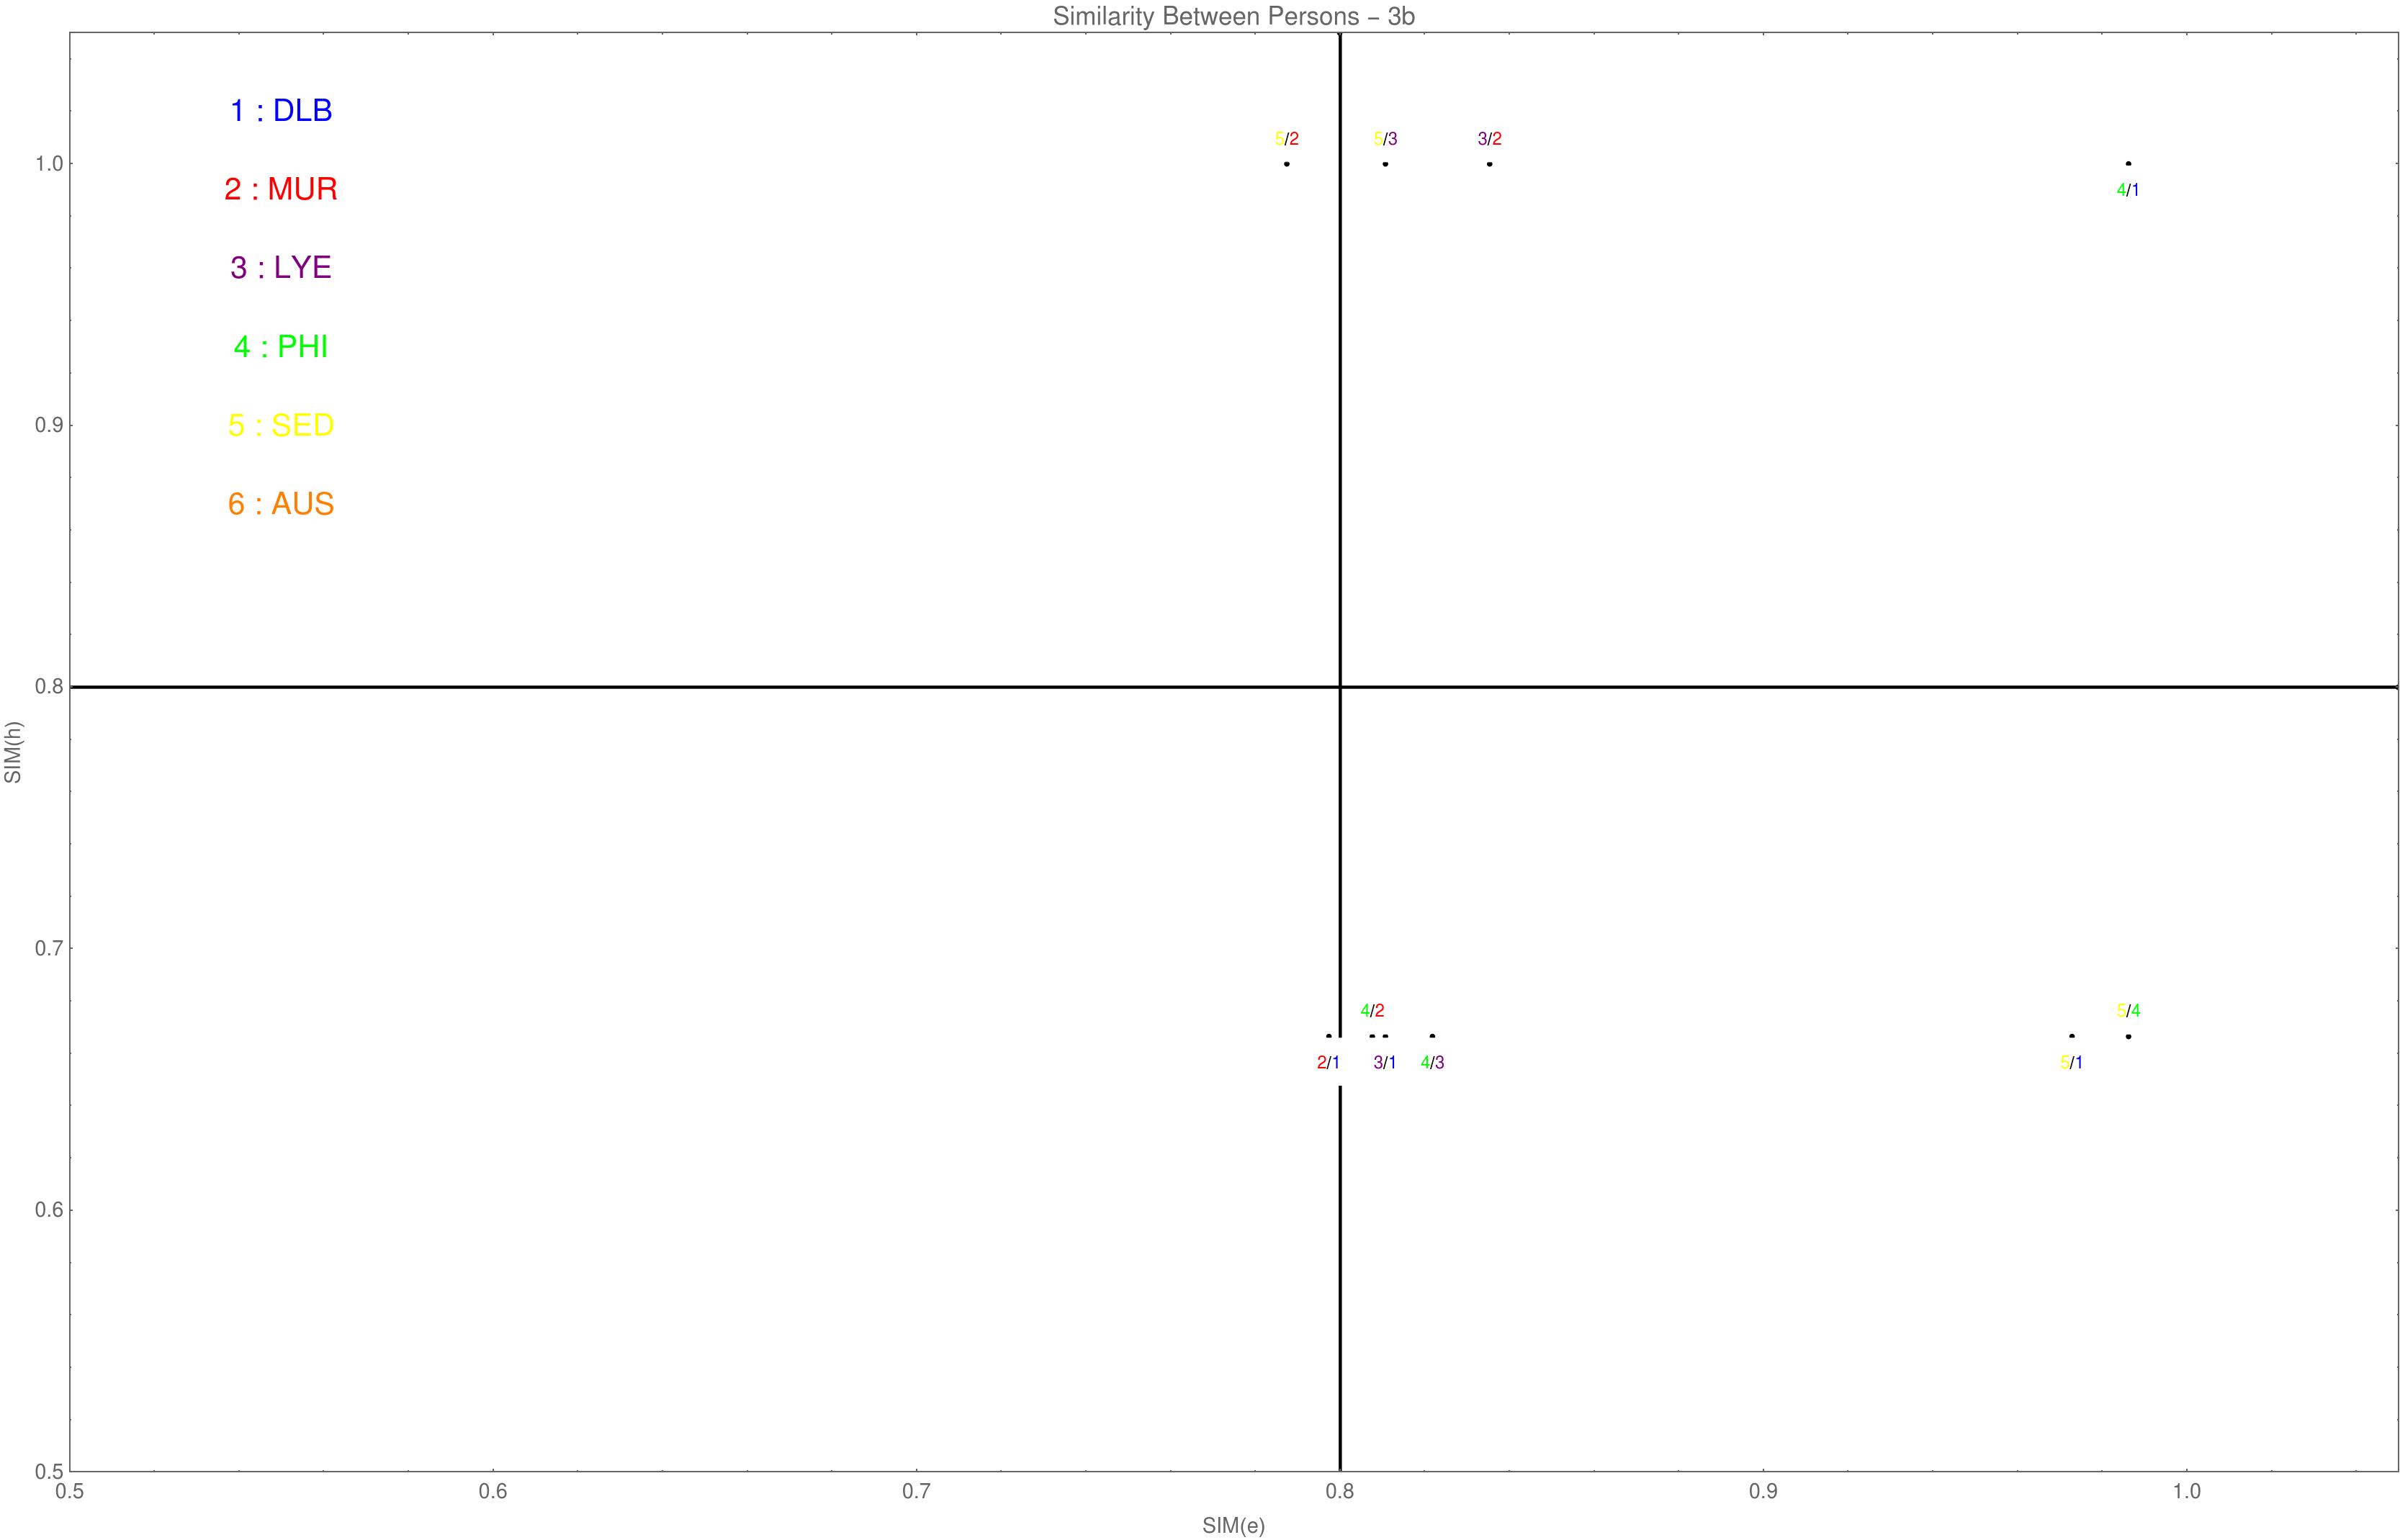 Similarity Between Persons – 3b
1 : DLB
2 : MUR
3 : LYE
4 : PHI
5 : SED
6 : AUS
5/2
5/3
3/2
4/1
4/2
5/4
2/1
3/1
4/3
5/1
1.0
0.9
0.8
0.7
0.6
0.5
SIM(h)
0.5
0.6
0.7
0.8
0.9
1.0
SIM(e)